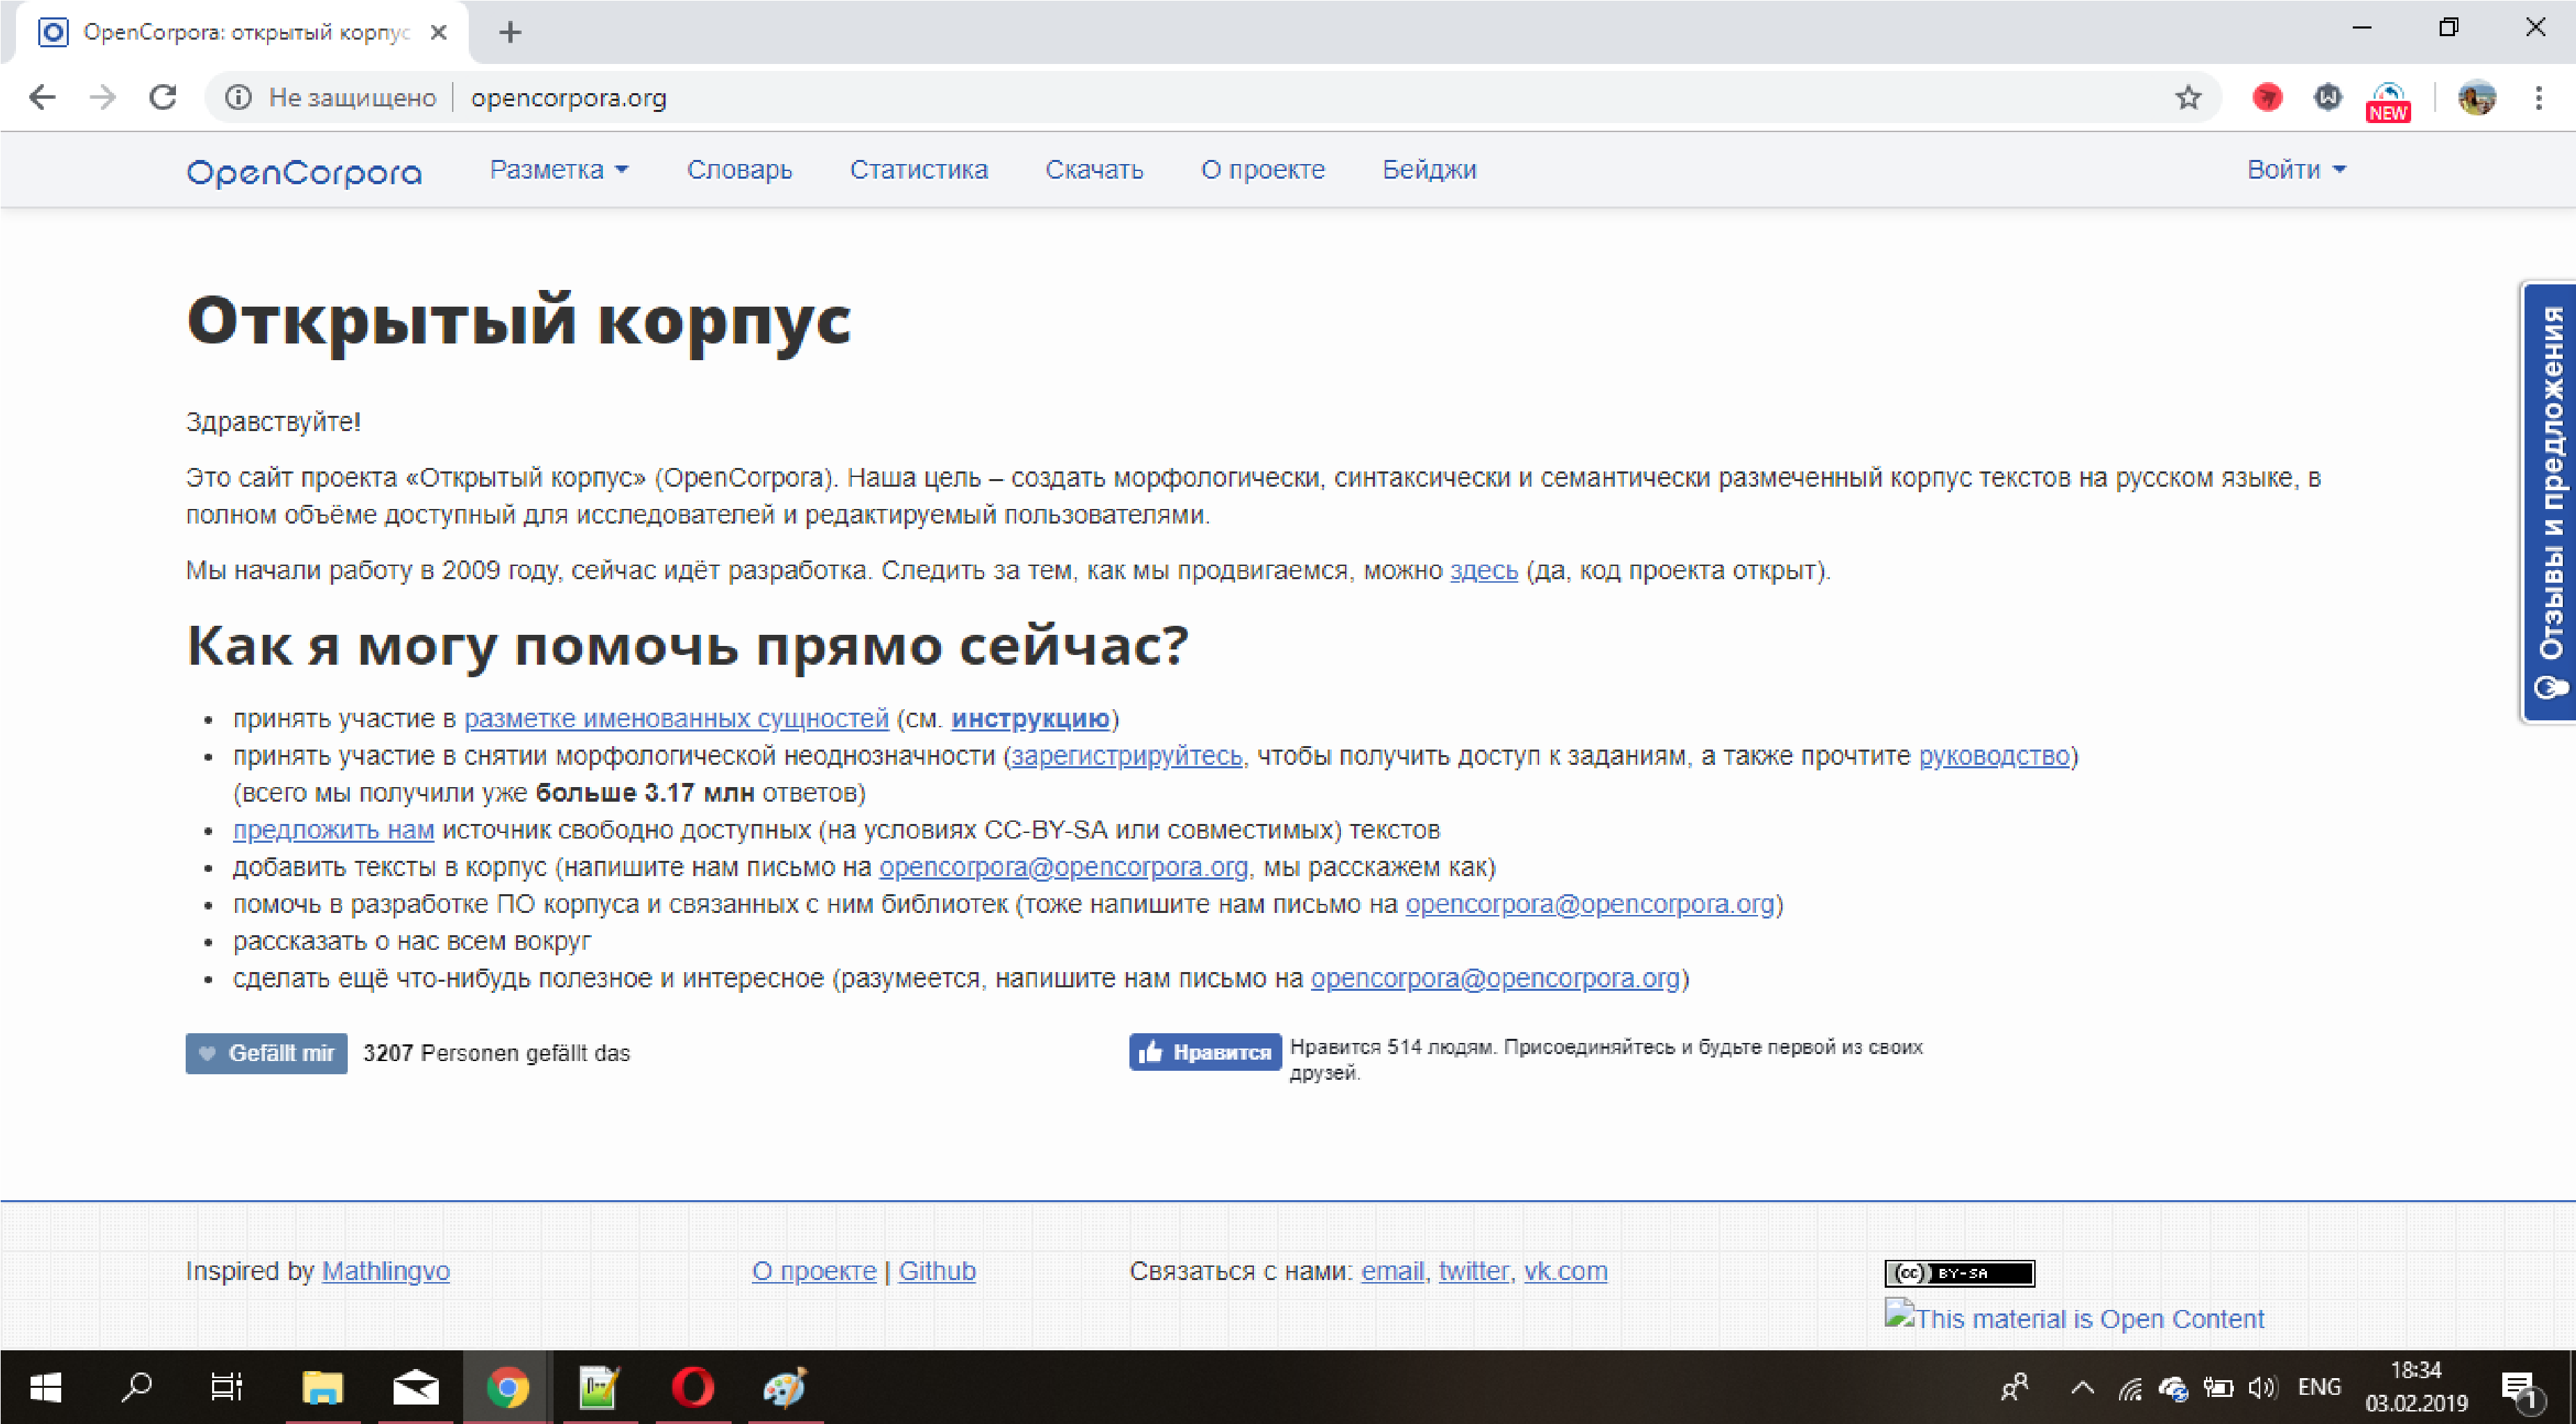 OpenCorpora: открытый корпус
Не защищено | opencorpora.org
NEW
OpenCorpora Разметка Словарь Статистика Скачать О проекте Бейджи Войти
Открытый корпус
Отзывы и предложения
Здравствуйте!
Это сайт проекта «Открытый корпус» (OpenCorpora). Наша цель – создать морфологически, синтаксически и семантически размеченный корпус текстов на русском языке, в
полном объёме доступный для исследователей и редактируемый пользователями.
Мы начали работу в 2009 году, сейчас идёт разработка. Следить за тем, как мы продвигаемся, можно здесь (да, код проекта открыт).
Как я могу помочь прямо сейчас?
• принять участие в разметке именованных сущностей (см. инструкцию)
• принять участие в снятии морфологической неоднозначности (зарегистрируйтесь, чтобы получить доступ к заданиям, а также прочтите руководство)
(всего мы получили уже больше 3.17 млн ответов)
• предложить нам источник свободно доступных (на условиях CC-BY-SA или совместимых) текстов
• добавить тексты в корпус (напишите нам письмо на opencorpora@opencorpora.org, мы расскажем как)
• помочь в разработке ПО корпуса и связанных с ним библиотек (тоже напишите нам письмо на opencorpora@opencorpora.org)
• рассказать о нас всем вокруг
• сделать ещё что-нибудь полезное и интересное (разумеется, напишите нам письмо на opencorpora@opencorpora.org)
Gefällt mir 3207 Personen gefällt das
Нравится Нравится 514 людям. Присоединяйтесь и будьте первой из своих
друзей.
Inspired by Mathlingvo О проекте | Github Связаться с нами: email, twitter, vk.com
(cc) BY-SA
This material is Open Content
ENG
18:34
03.02.2019
1